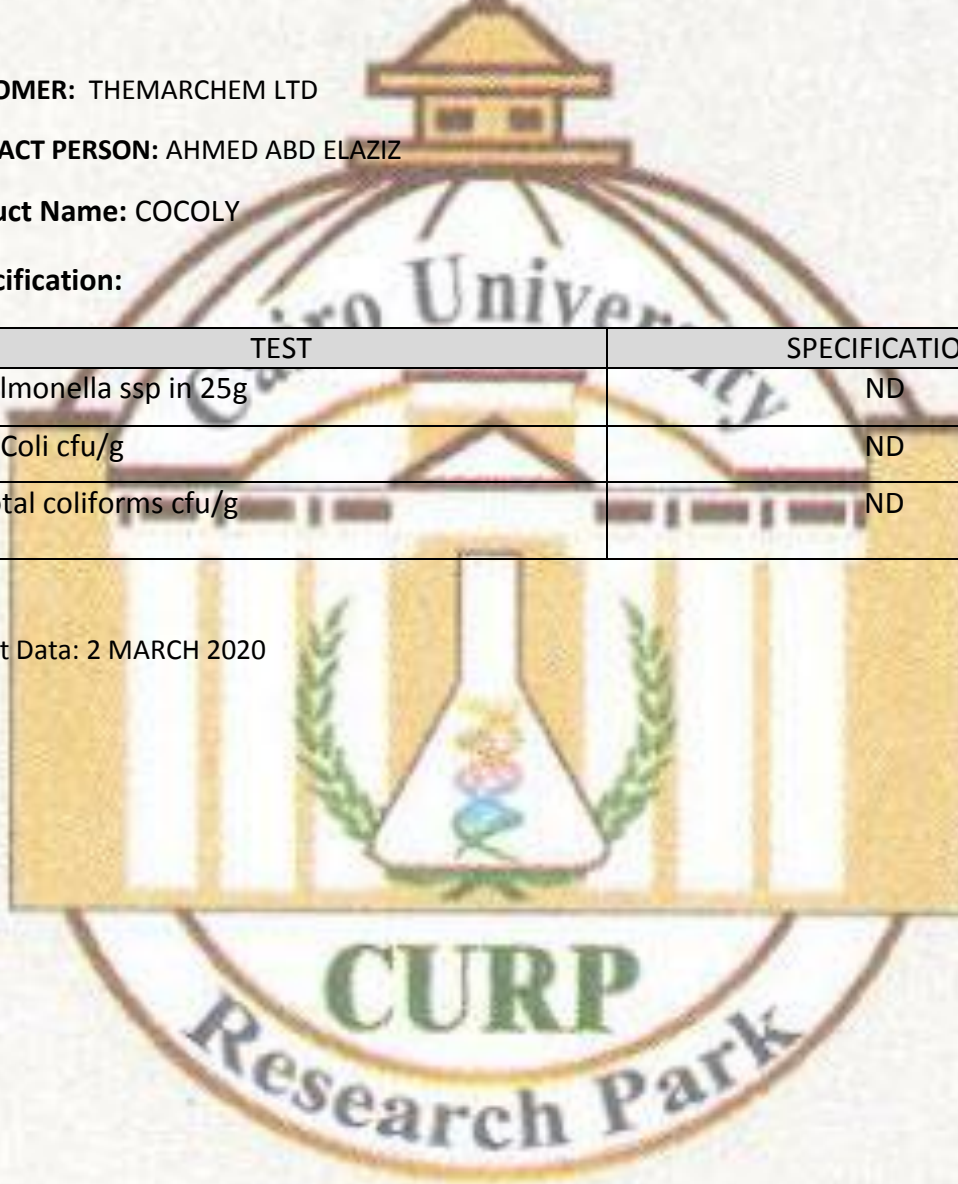 OMER: THEMARCHEM LTD
ACT PERSON: AHMED ABD ELAZIZ
uct Name: COCOLY
cification:
Cairo University
TEST SPECIFICATIO
lmonella ssp in 25g ND
Coli cfu/g ND
tal coliforms cfu/g ND
t Data: 2 MARCH 2020
CURP
Research Park